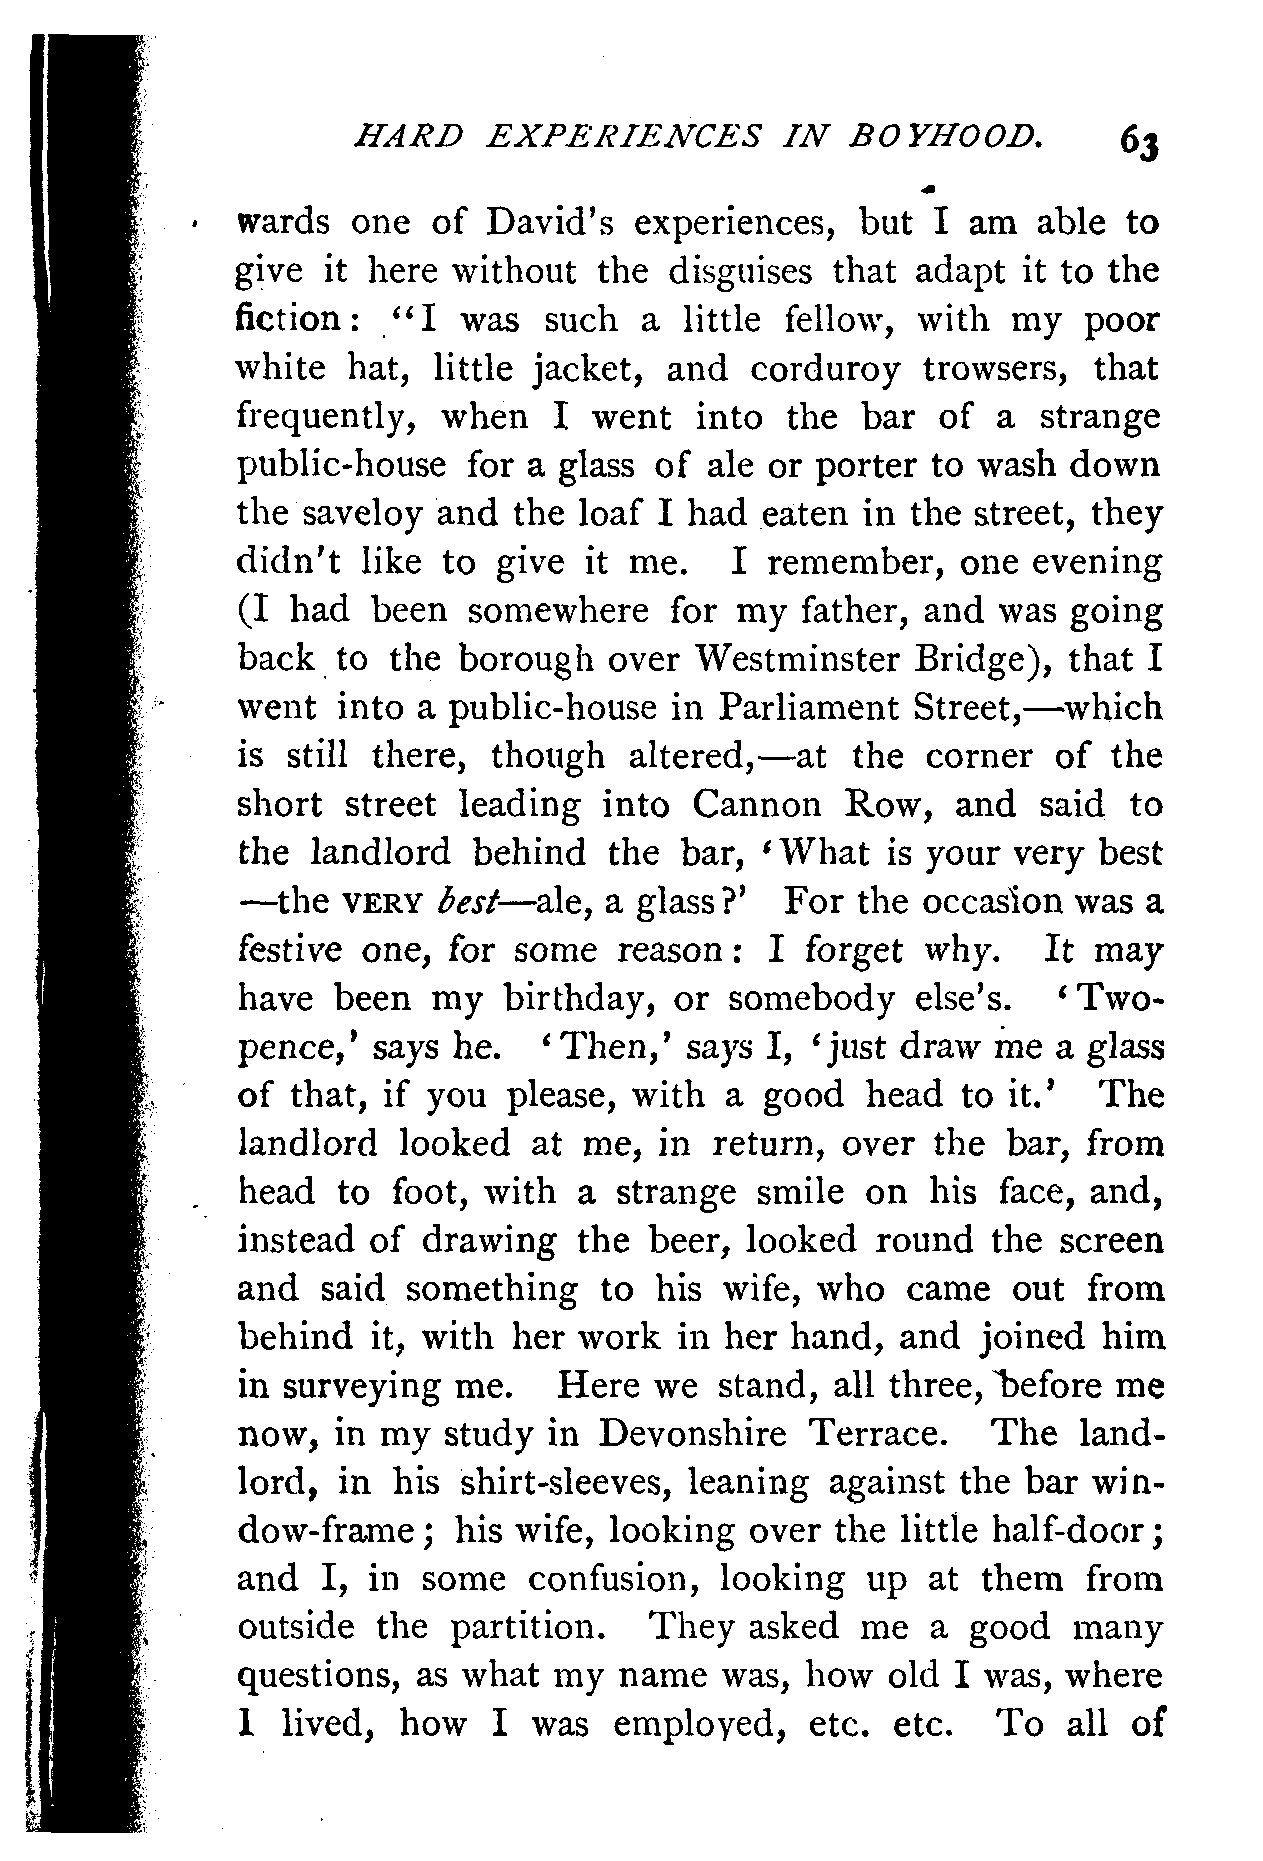 HARD EXPERIENCES IN BOYHOOD. 63
wards one of David's experiences, but I am able to
give it here without the disguises that adapt it to the
fiction: "I was such a little fellow, with my poor
white hat, little jacket, and corduroy trowsers, that
frequently, when I went into the bar of a strange
public-house for a glass of ale or porter to wash down
the saveloy and the loaf I had eaten in the street, they
didn't like to give it me. I remember, one evening
(I had been somewhere for my father, and was going
back to the borough over Westminster Bridge), that I
went into a public-house in Parliament Street,—which
is still there, though altered,—at the corner of the
short street leading into Cannon Row, and said to
the landlord behind the bar, 'What is your very best
—the VERY best—ale, a glass?' For the occasion was a
festive one, for some reason: I forget why. It may
have been my birthday, or somebody else's. 'Two-
pence,' says he. 'Then,' says I, 'just draw me a glass
of that, if you please, with a good head to it.' The
landlord looked at me, in return, over the bar, from
head to foot, with a strange smile on his face, and,
instead of drawing the beer, looked round the screen
and said something to his wife, who came out from
behind it, with her work in her hand, and joined him
in surveying me. Here we stand, all three, before me
now, in my study in Devonshire Terrace. The land-
lord, in his shirt-sleeves, leaning against the bar win-
dow-frame; his wife, looking over the little half-door;
and I, in some confusion, looking up at them from
outside the partition. They asked me a good many
questions, as what my name was, how old I was, where
I lived, how I was employed, etc. etc. To all of